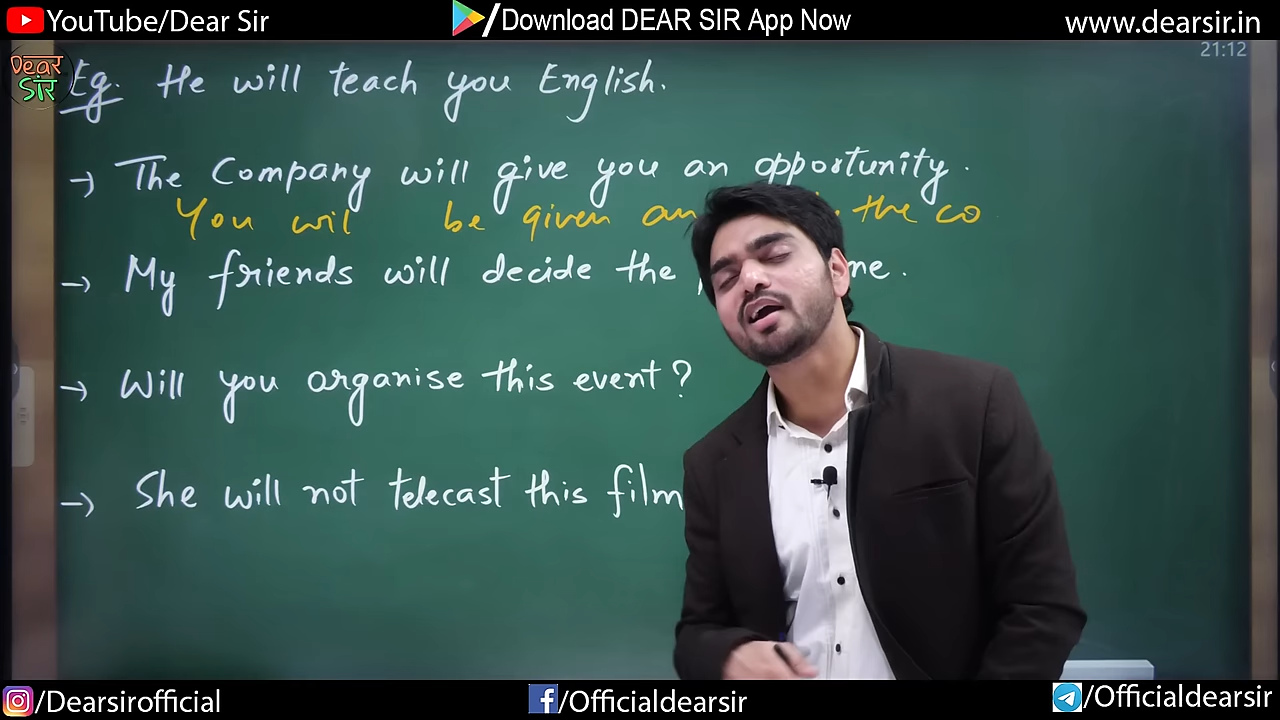 YouTube/Dear Sir
/Download DEAR SIR App Now
www.dearsir.in
21:12
Dear
Sir
Eg. He will teach you English.
→ The Company will give you an opportunity.
You wil be given an the co
→ My friends will decide the me.
→ Will you organise this event?
→ She will not telecast this film
/Dearsirofficial
/Officialdearsir
/Officialdearsir